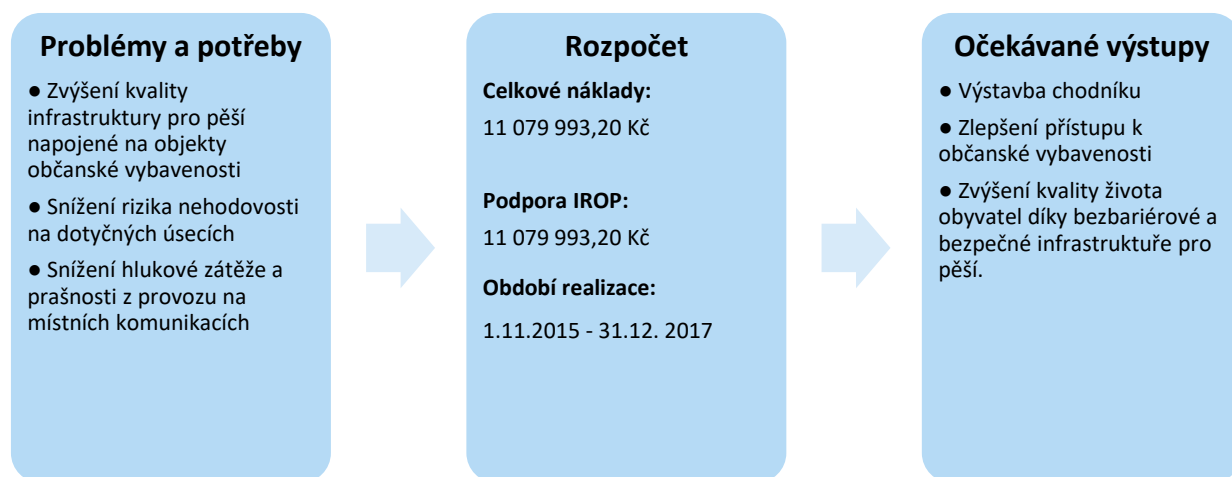 Problémy a potřeby
● Zvýšení kvality
infrastruktury pro pěší
napojené na objekty
občanské vybavenosti
● Snížení rizika nehodovosti
na dotyčných úsecích
● Snížení hlukové zátěže a
prašnosti z provozu na
místních komunikacích
Rozpočet
Celkové náklady:
11 079 993,20 Kč
Podpora IROP:
11 079 993,20 Kč
Období realizace:
1.11.2015 - 31.12. 2017
Očekávané výstupy
● Výstavba chodníku
● Zlepšení přístupu k
občanské vybavenosti
● Zvýšení kvality života
obyvatel díky bezbariérové a
bezpečné infrastruktuře pro
pěší.